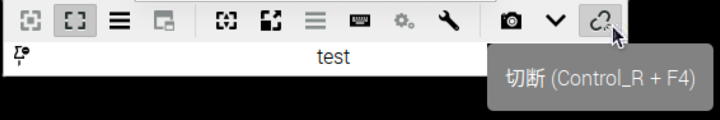 test
切断 (Control_R + F4)